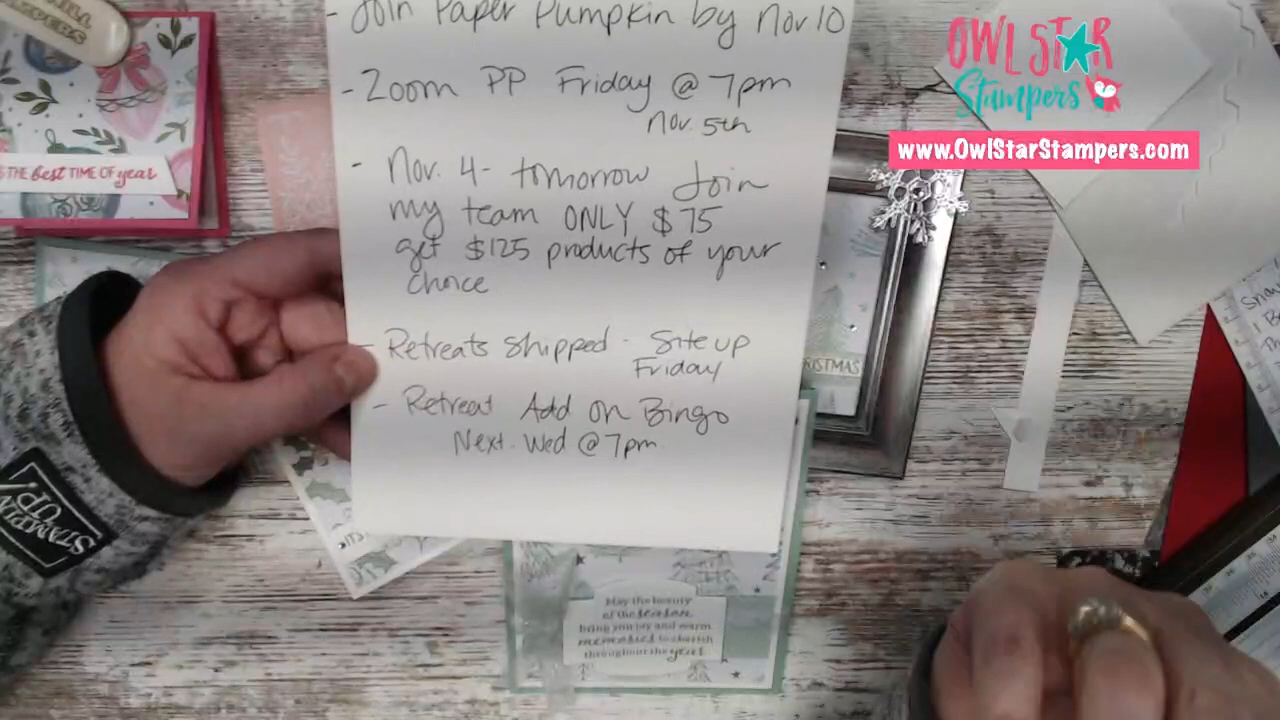 - Join Paper Pumpkin by Nov 10
- Zoom PP Friday @ 7pm
Nov. 5th
- Nov. 4 - tomorrow Join
my team ONLY $75
get $125 products of your
choice
- Retreats Shipped - Site up
Friday
- Retreat Add on Bingo
Next Wed @ 7pm
OWL STAR
Stampers
www.OwlStarStampers.com
THE best TIME OF year
CHRISTMAS
STAMPIN'
UP!
May the beauty
of the season
bring you joy and warm
memories to cherish
throughout the year